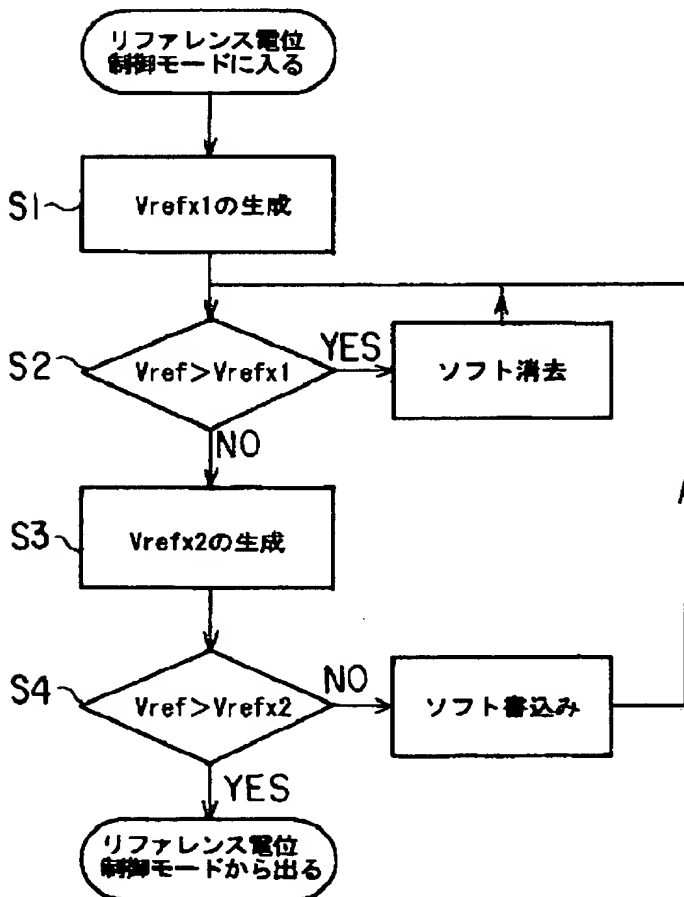 リファレンス電位
制御モードに入る
S1
Vrefx1の生成
S2
Vref>Vrefx1
YES
ソフト消去
NO
S3
Vrefx2の生成
S4
Vref>Vrefx2
NO
ソフト書込み
YES
リファレンス電位
制御モードから出る